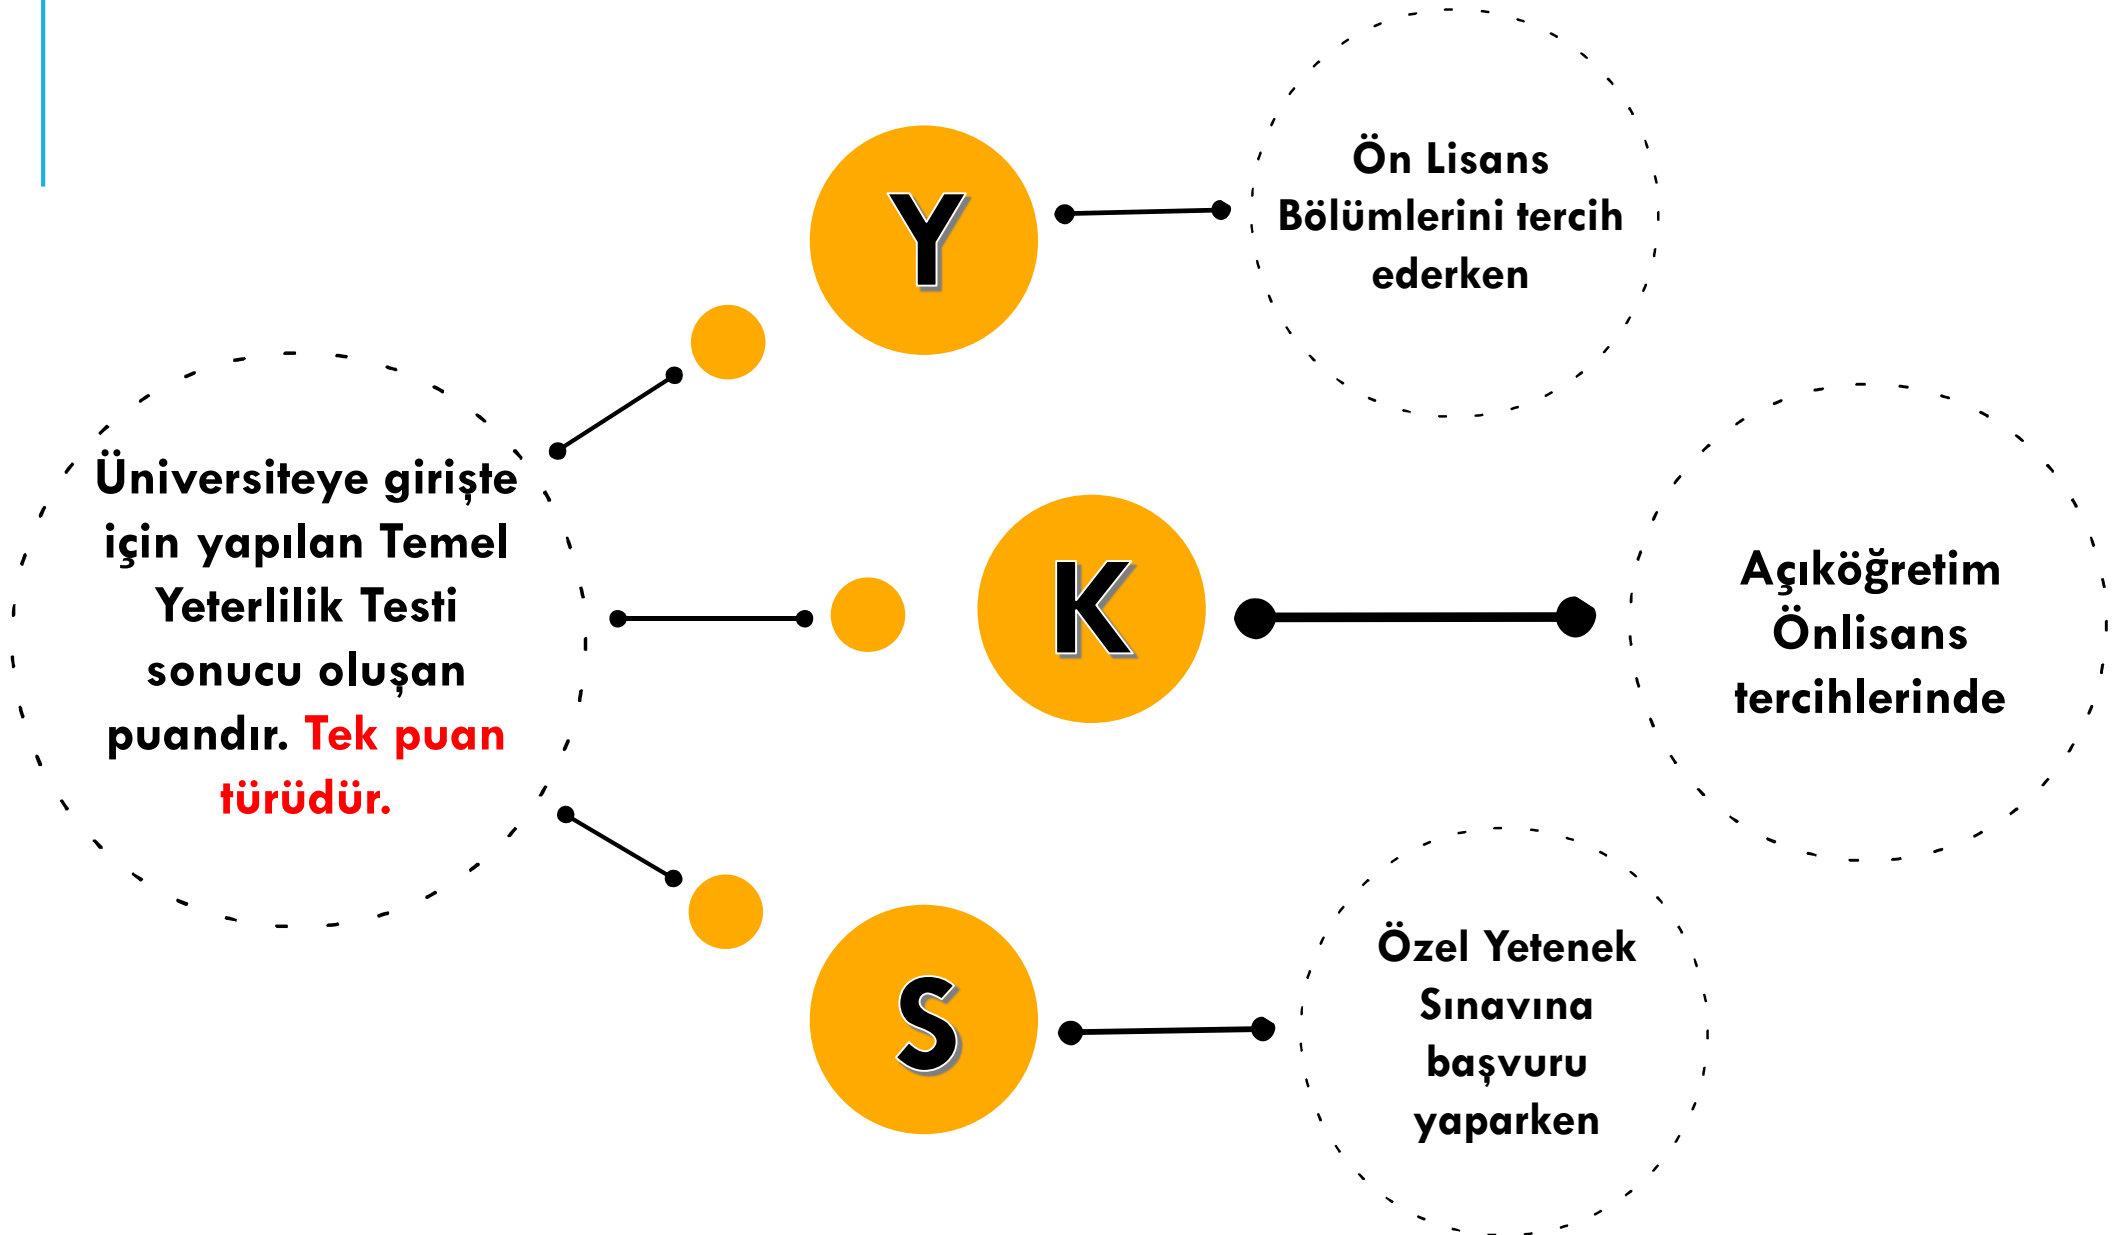 Üniversiteye girişte
için yapılan Temel
Yeterlilik Testi
sonucu oluşan
puandır. Tek puan
türüdür.
Y
Ön Lisans
Bölümlerini tercih
ederken
K
Açıköğretim
Önlisans
tercihlerinde
S
Özel Yetenek
Sınavına
başvuru
yaparken